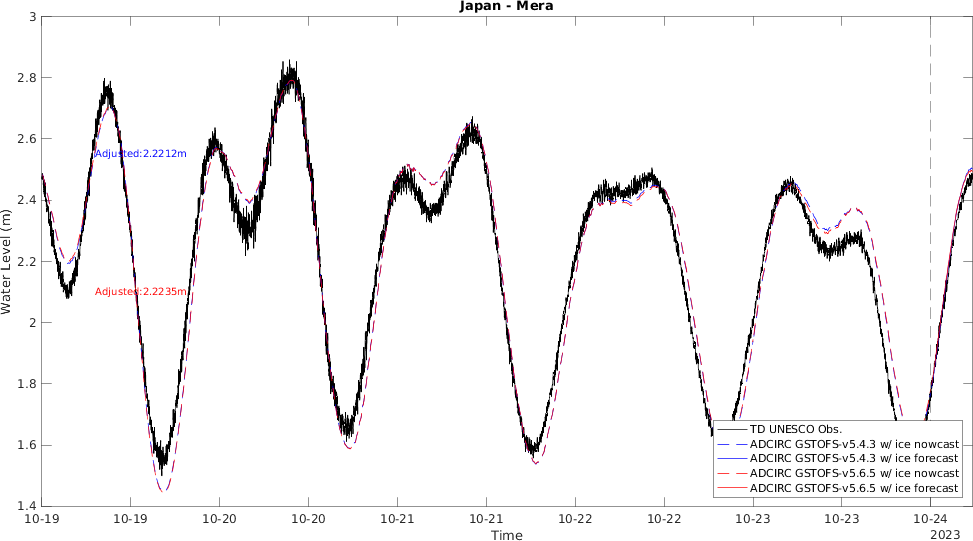 Japan - Mera
Water Level (m)
3
2.8
2.6
2.4
2.2
2
1.8
1.6
1.4
Adjusted:2.2212m
Adjusted:2.2235m
TD UNESCO Obs.
ADCIRC GSTOFS-v5.4.3 w/ ice nowcast
ADCIRC GSTOFS-v5.4.3 w/ ice forecast
ADCIRC GSTOFS-v5.6.5 w/ ice nowcast
ADCIRC GSTOFS-v5.6.5 w/ ice forecast
10-19 10-19 10-20 10-20 10-21 10-21 10-22 10-22 10-23 10-23 10-24
Time
2023